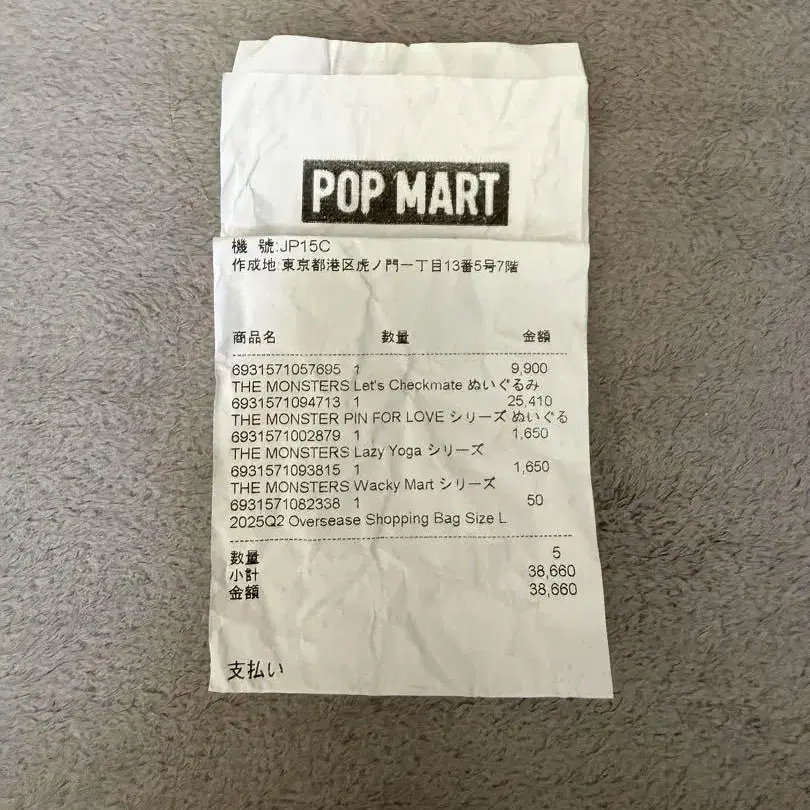 POP MART
機 號:JP15C
作成地:東京都港区虎ノ門一丁目13番5号7階
商品名 数量 金額
6931571057695 1 9,900
THE MONSTERS Let's Checkmate ぬいぐるみ
6931571094713 1 25,410
THE MONSTER PIN FOR LOVE シリーズ ぬいぐる
6931571002879 1 1,650
THE MONSTERS Lazy Yoga シリーズ
6931571093815 1 1,650
THE MONSTERS Wacky Mart シリーズ
6931571082338 1 50
2025Q2 Oversease Shopping Bag Size L
数量 5
小計 38,660
金額 38,660
支払い